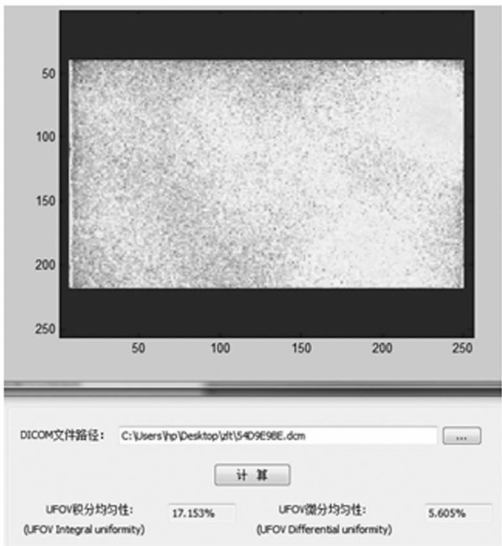 50
100
150
200
250
50 100 150 200 250
DICOM文件路径: C:\Users\hp\Desktop\zlt\54D9E98E.dcm ...
计 算
UFOV积分均匀性: 17.153% UFOV微分均匀性: 5.605%
(UFOV Integral uniformity) (UFOV Differential uniformity)